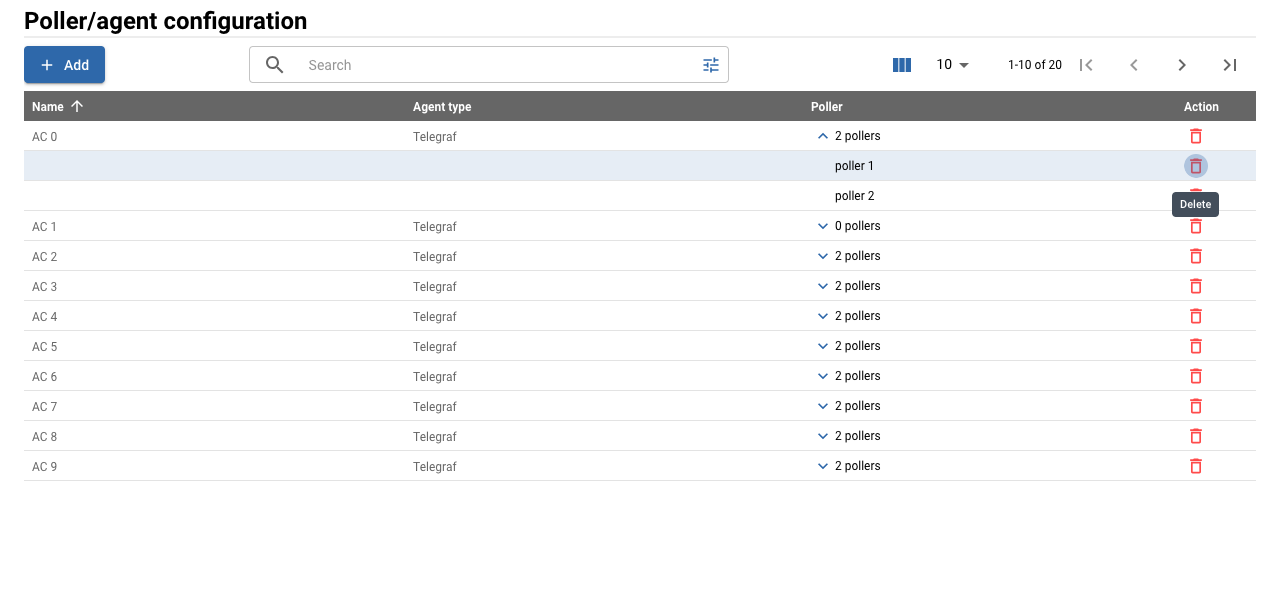 Poller/agent configuration
Add
Search
10
1-10 of 20
Name Agent type Poller Action
AC 0 Telegraf 2 pollers
poller 1
poller 2
Delete
AC 1 Telegraf 0 pollers
AC 2 Telegraf 2 pollers
AC 3 Telegraf 2 pollers
AC 4 Telegraf 2 pollers
AC 5 Telegraf 2 pollers
AC 6 Telegraf 2 pollers
AC 7 Telegraf 2 pollers
AC 8 Telegraf 2 pollers
AC 9 Telegraf 2 pollers